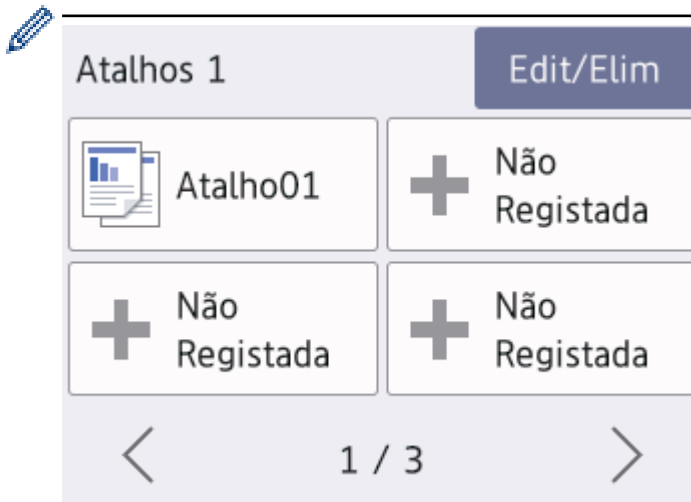 Atalhos 1
Edit/Elim
Atalho01
Não
Registada
Não
Registada
Não
Registada
1 / 3